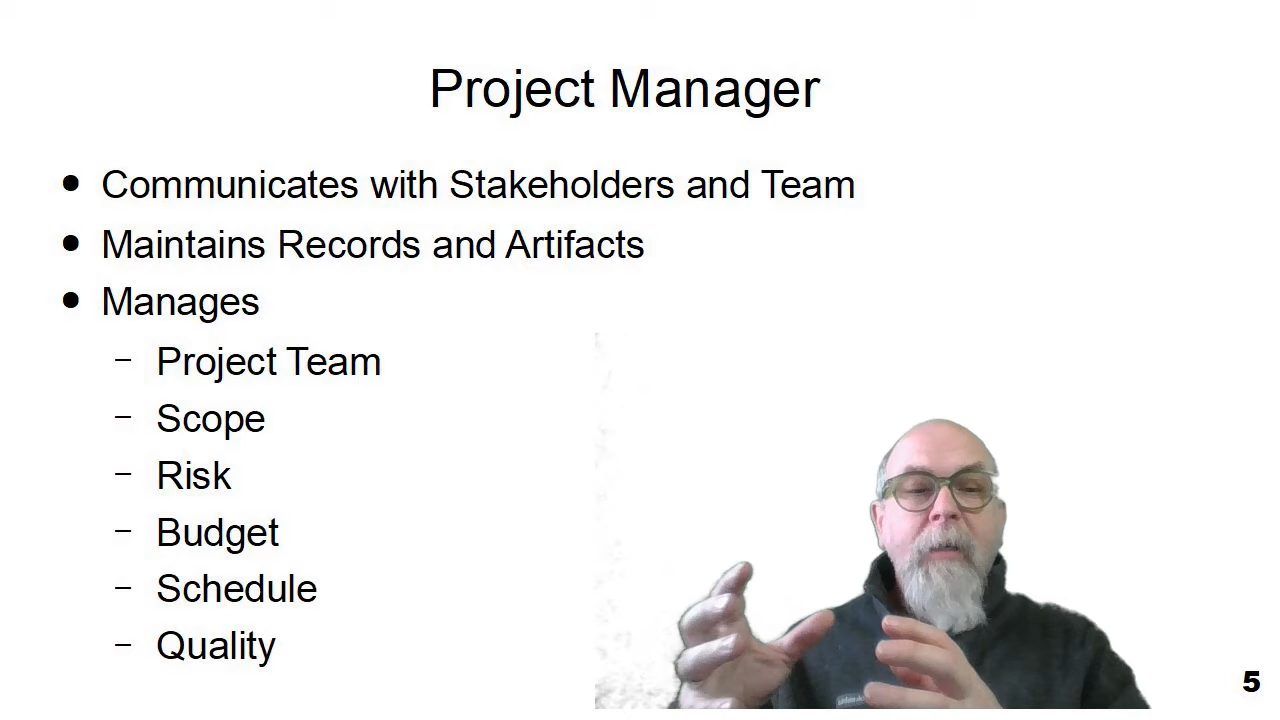 Project Manager
● Communicates with Stakeholders and Team
● Maintains Records and Artifacts
● Manages
– Project Team
– Scope
– Risk
– Budget
– Schedule
– Quality
5